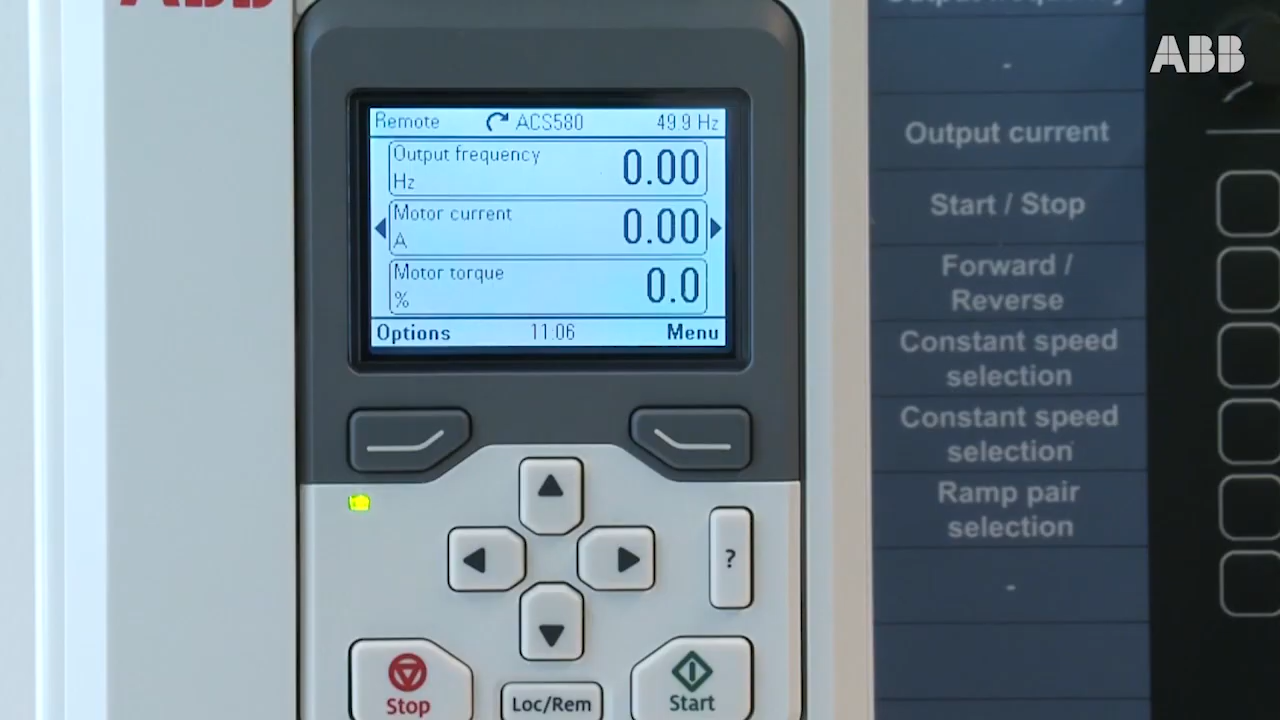 ABB
Output frequency
ABB
Remote ACS580 49.9 Hz
Output frequency
Hz
0.00
Motor current
A
0.00
Motor torque
%
0.0
Options 11:06 Menu
-
Output current
Start / Stop
Forward /
Reverse
Constant speed
selection
Constant speed
selection
Ramp pair
selection
-
?
Stop
Loc/Rem
Start